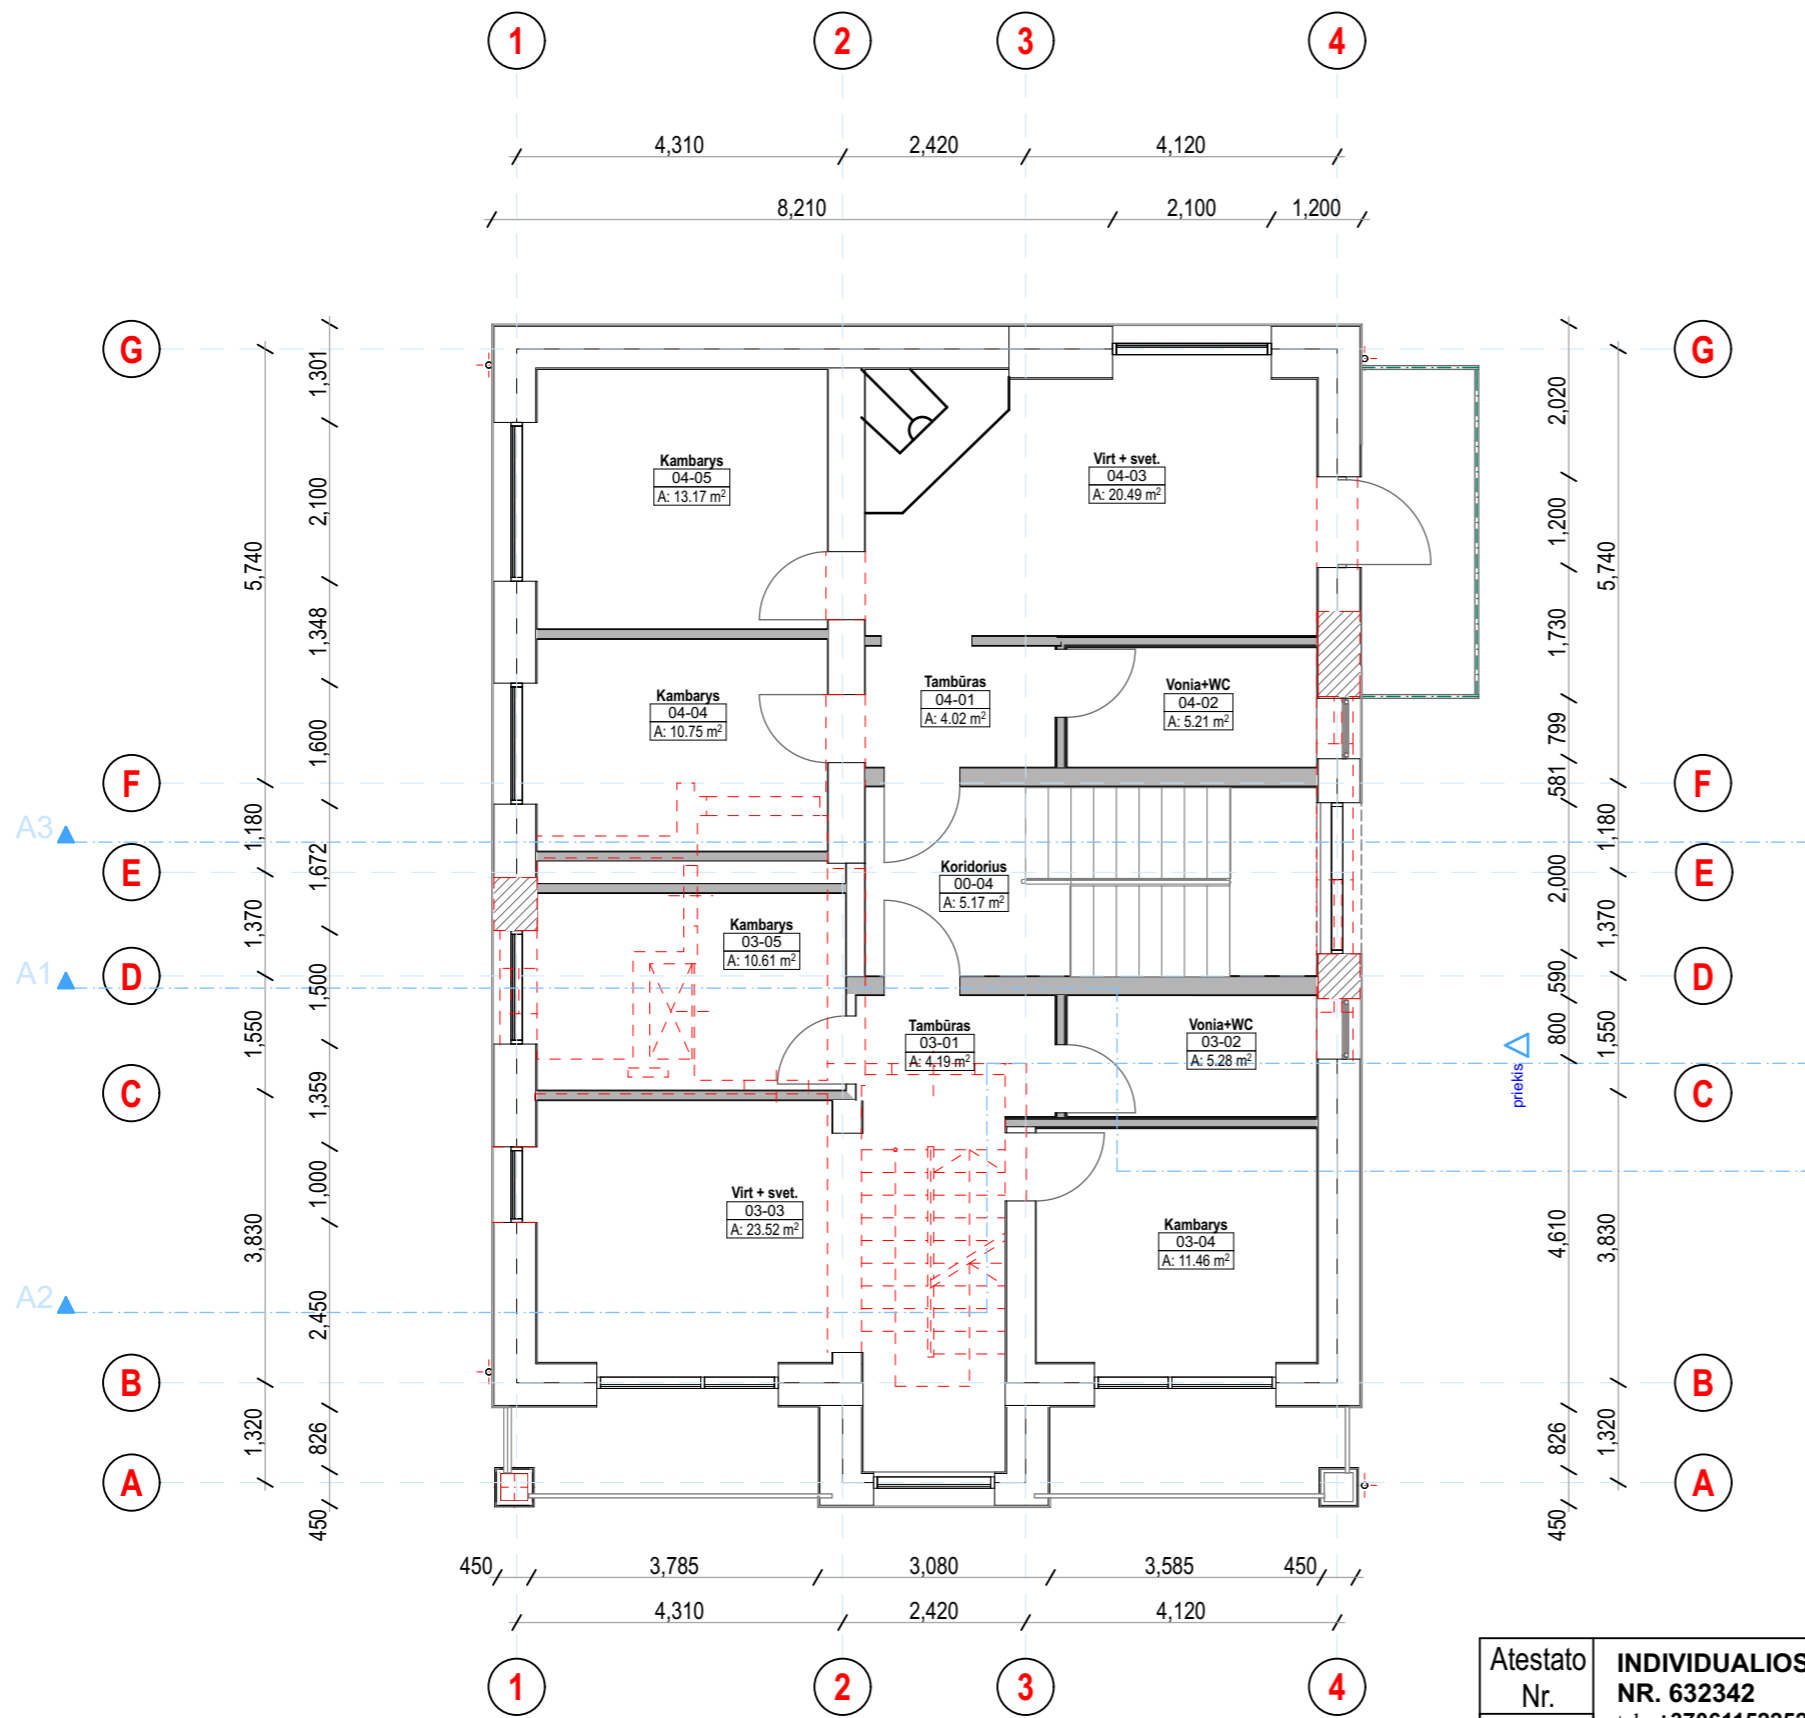 1 2 3 4
4,310 2,420 4,120
8,210 2,100 1,200
G G
F F
E E
D D
C C
B B
A A
A3
A1
A2
5,740
1,180
1,370
1,550
3,830
1,320
1,301
2,100
1,348
1,600
1,672
1,500
1,359
1,000
2,450
826
450
Kambarys
04-05
A: 13.17 m²
Virt + svet.
04-03
A: 20.49 m²
Kambarys
04-04
A: 10.75 m²
Tambūras
04-01
A: 4.02 m²
Vonia+WC
04-02
A: 5.21 m²
Koridorius
00-04
A: 5.17 m²
Kambarys
03-05
A: 10.61 m²
Tambūras
03-01
A: 4.19 m²
Vonia+WC
03-02
A: 5.28 m²
Virt + svet.
03-03
A: 23.52 m²
Kambarys
03-04
A: 11.46 m²
2,020
1,200
1,730
799
581
2,000
590
800
4,610
826
450
5,740
1,180
1,370
1,550
3,830
1,320
priekis
450 3,785 3,080 3,585 450
4,310 2,420 4,120
1 2 3 4
Atestato
Nr.
INDIVIDUALIOS
NR. 632342